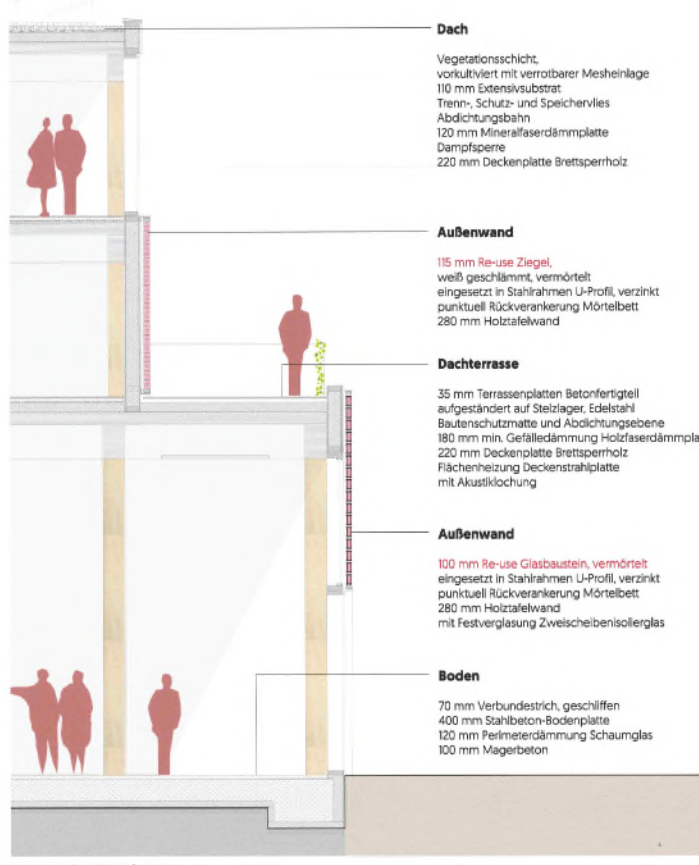 Dach
Vegetationsschicht,
vorkultiviert mit verrotbarer Mesheinlage
110 mm Extensivsubstrat
Trenn-, Schutz- und Speichervlies
Abdichtungsbahn
120 mm Mineralfaserdämmplatte
Dampfsperre
220 mm Deckenplatte Brettsperrholz
Außenwand
115 mm Re-use Ziegel,
weiß geschlämmt, vermörtelt
eingesetzt in Stahlrahmen U-Profil, verzinkt
punktuell Rückverankerung Mörtelbett
280 mm Holztafelwand
Dachterrasse
35 mm Terrassenplatten Betonfertigteil
aufgeständert auf Stelzlager, Edelstahl
Bautenschutzmatte und Abdichtungsebene
180 mm min. Gefälledämmung Holzfaserdämmpla
220 mm Deckenplatte Brettsperrholz
Flächenheizung Deckenstrahlplatte
mit Akustiklochung
Außenwand
100 mm Re-use Glasbaustein, vermörtelt
eingesetzt in Stahlrahmen U-Profil, verzinkt
punktuell Rückverankerung Mörtelbett
280 mm Holztafelwand
mit Festverglasung Zweischeibenisolierglas
Boden
70 mm Verbundestrich, geschliffen
400 mm Stahlbeton-Bodenplatte
120 mm Perimeterdämmung Schaumglas
100 mm Magerbeton